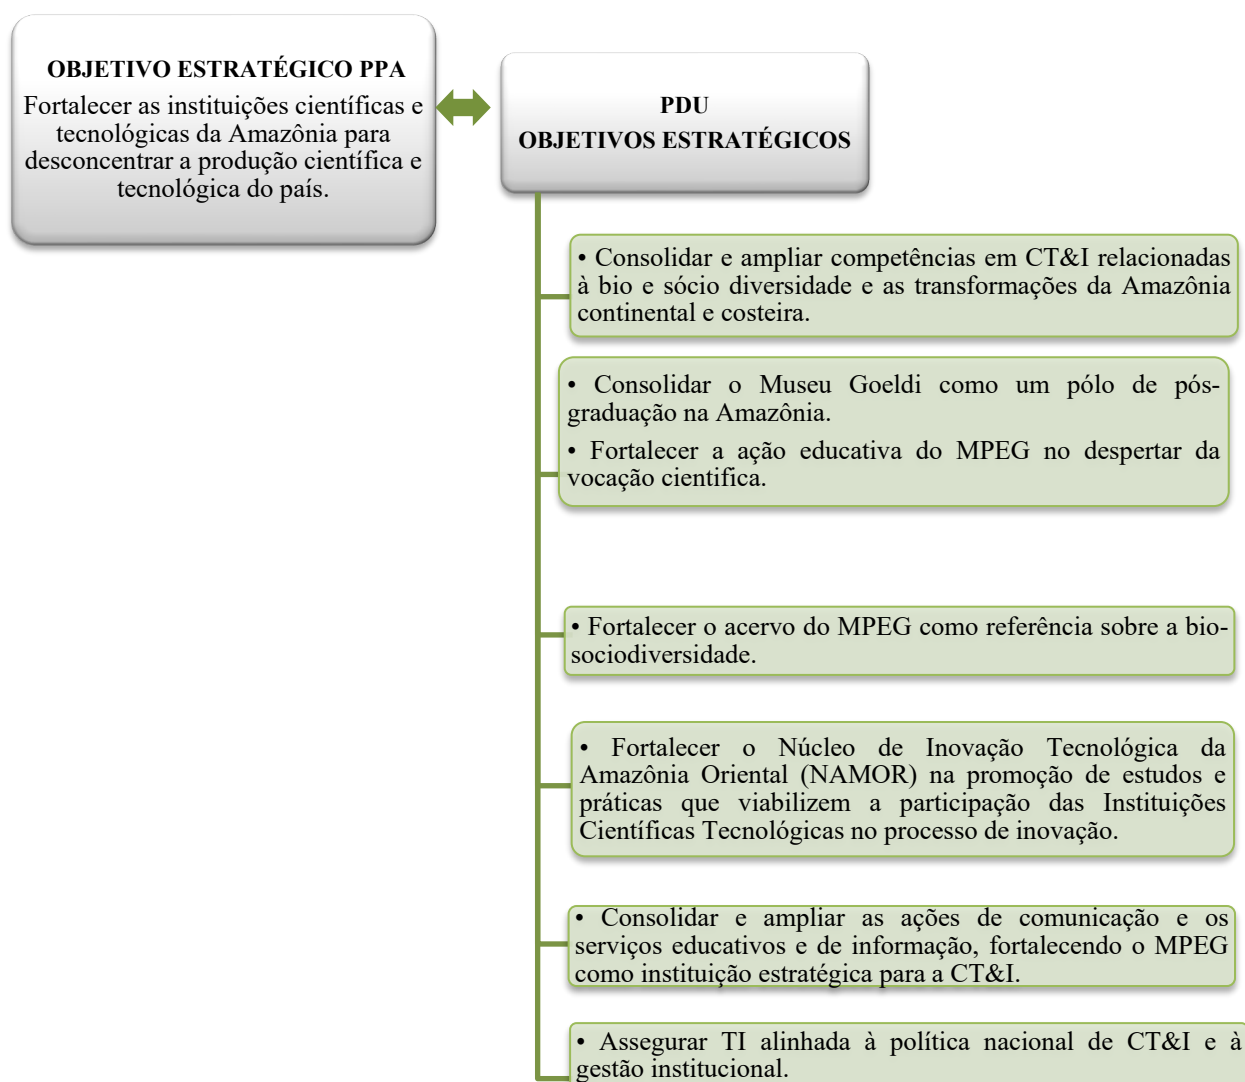 OBJETIVO ESTRATÉGICO PPA
Fortalecer as instituições científicas e
tecnológicas da Amazônia para
desconcentrar a produção científica e
tecnológica do país.
PDU
OBJETIVOS ESTRATÉGICOS
• Consolidar e ampliar competências em CT&I relacionadas
à bio e sócio diversidade e as transformações da Amazônia
continental e costeira.
• Consolidar o Museu Goeldi como um pólo de pós-
graduação na Amazônia.
• Fortalecer a ação educativa do MPEG no despertar da
vocação científica.
• Fortalecer o acervo do MPEG como referência sobre a bio-
sociodiversidade.
• Fortalecer o Núcleo de Inovação Tecnológica da
Amazônia Oriental (NAMOR) na promoção de estudos e
práticas que viabilizem a participação das Instituições
Científicas Tecnológicas no processo de inovação.
• Consolidar e ampliar as ações de comunicação e os
serviços educativos e de informação, fortalecendo o MPEG
como instituição estratégica para a CT&I.
• Assegurar TI alinhada à política nacional de CT&I e à
gestão institucional.